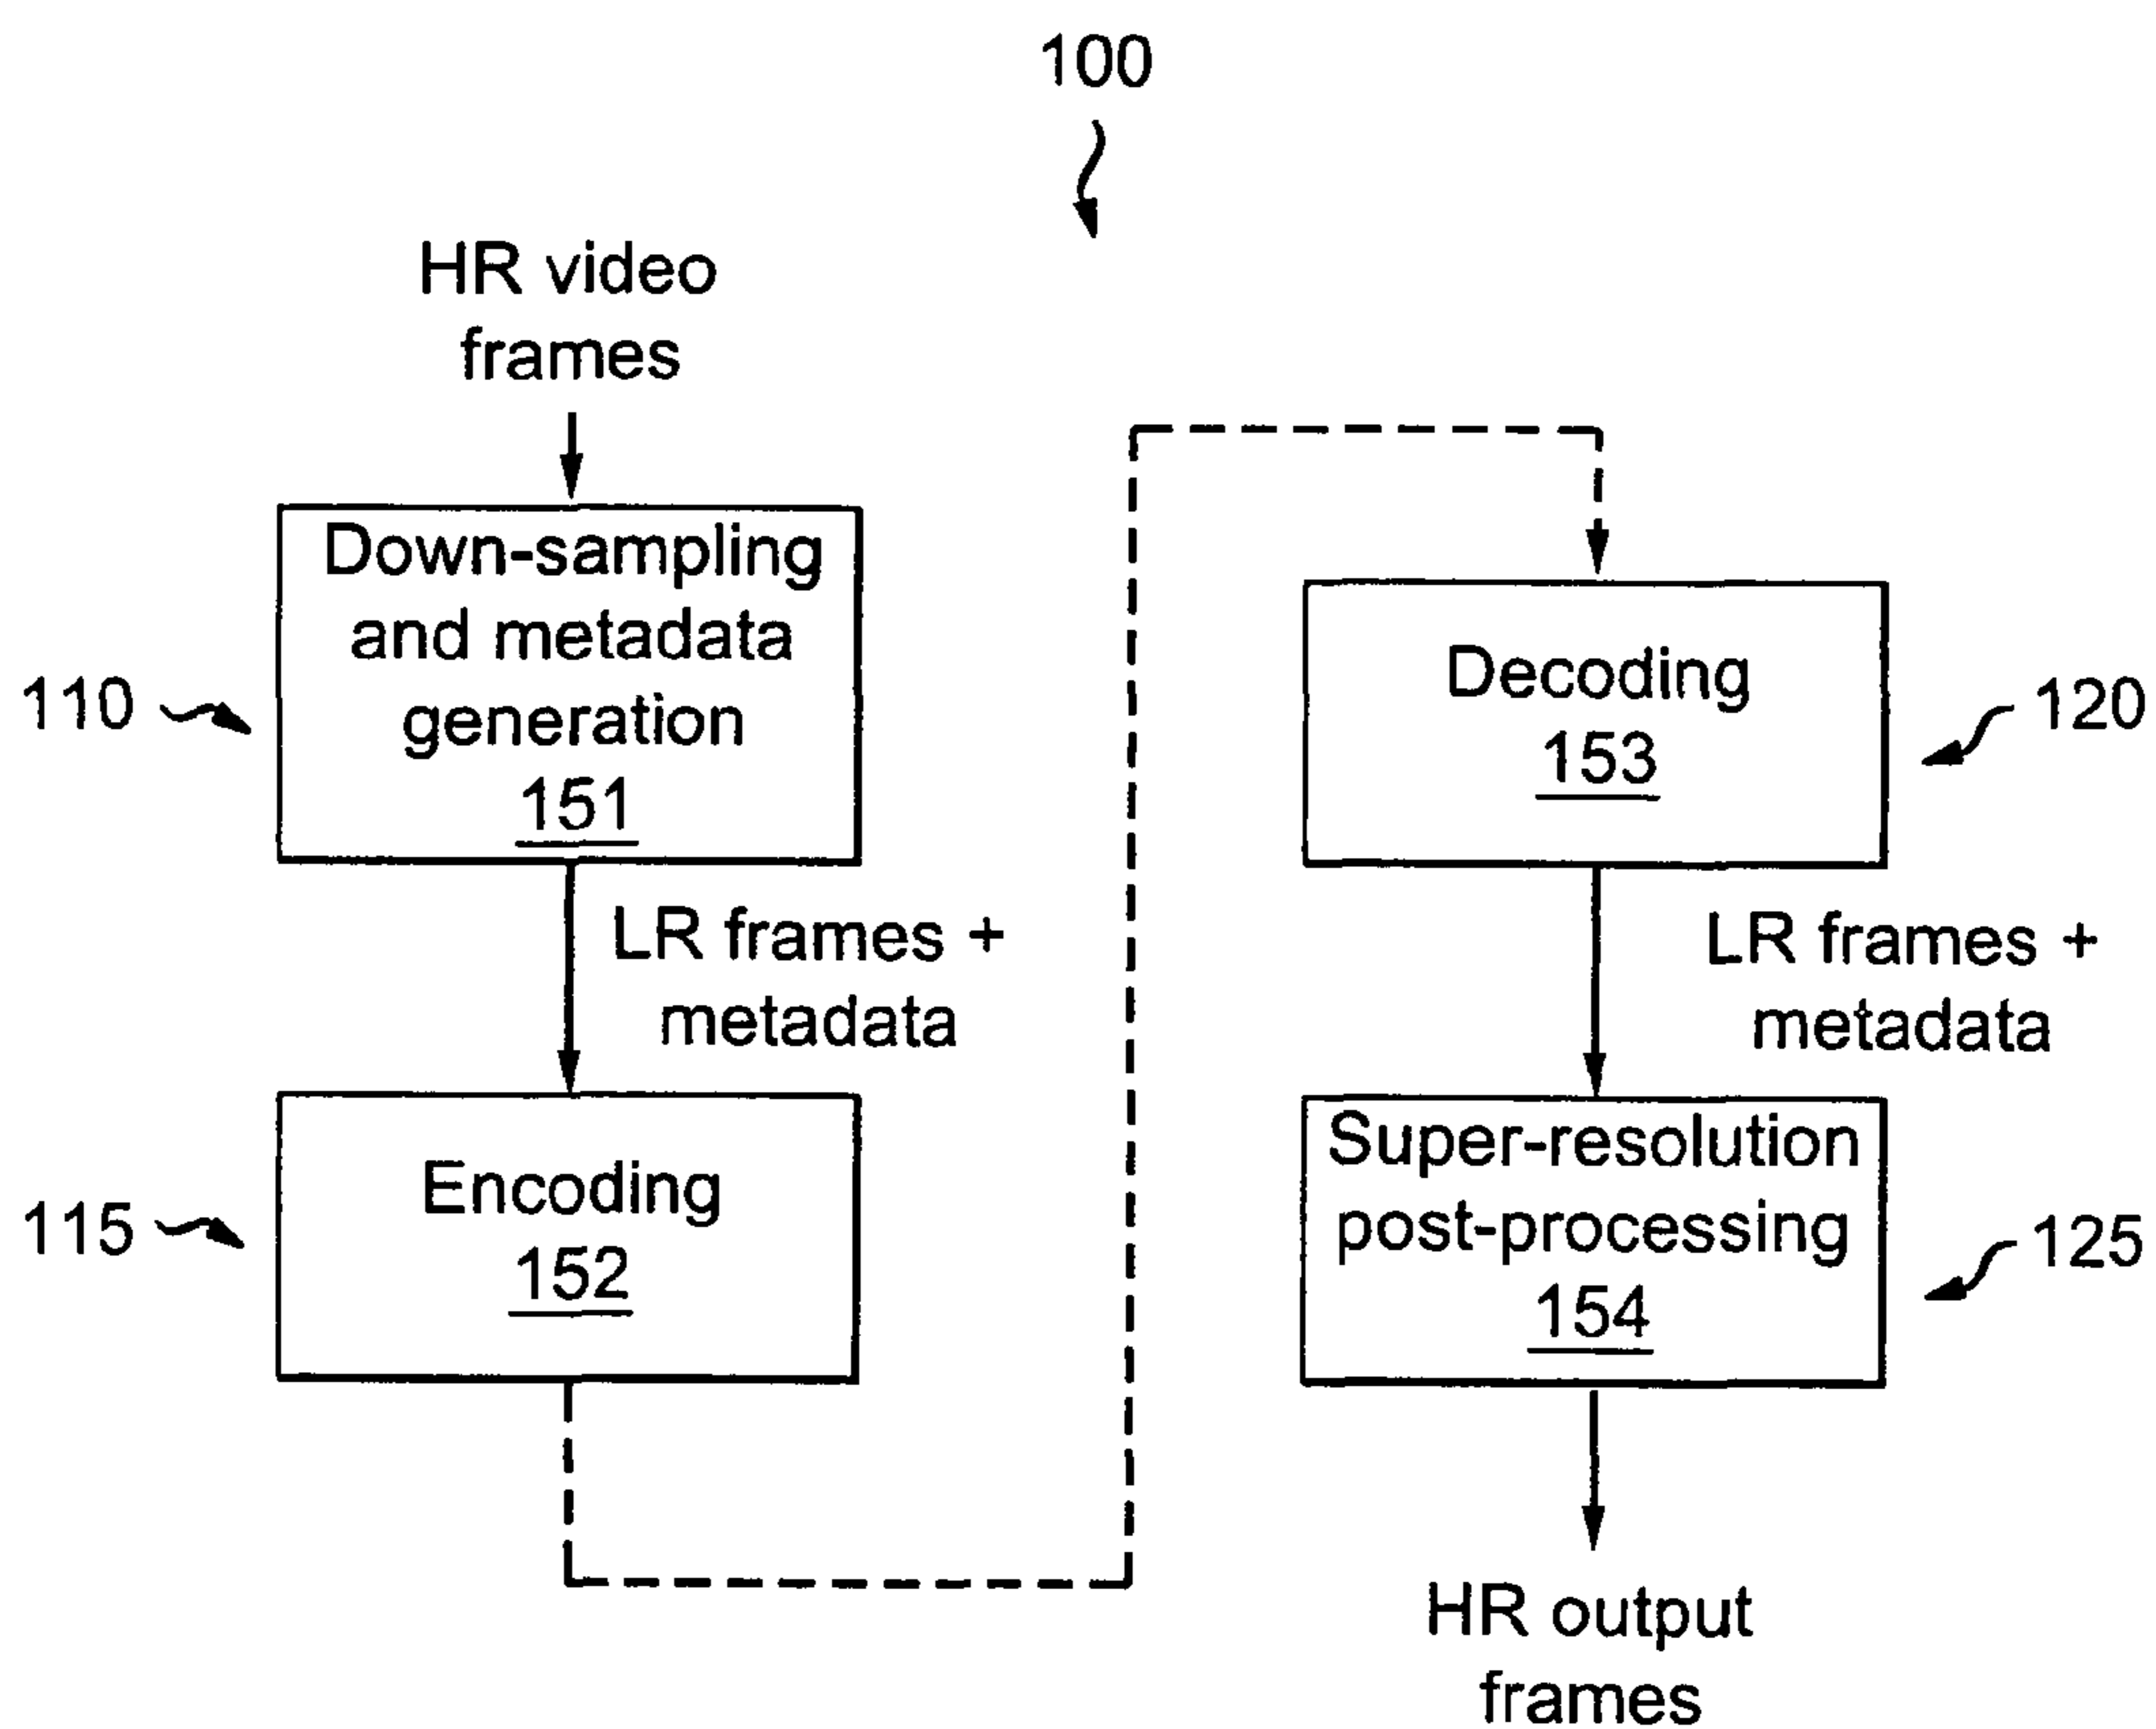 100
HR video
frames
Down-sampling
and metadata
generation
151
110
LR frames +
metadata
Encoding
152
115
Decoding
153
120
LR frames +
metadata
Super-resolution
post-processing
154
125
HR output
frames